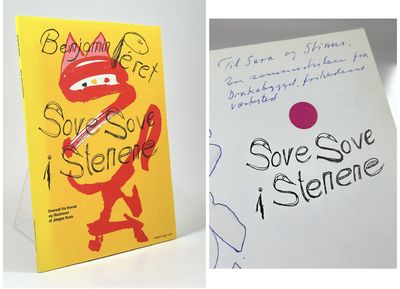 Benjamin Péret
Sove Sove
i Stenene
Oversat fra fransk
og illustreret
af Jørgen Nash
Til Sara og Stinus.
En sommerhilsen fra
Drakabygget, frihedens
værksted
Sove Sove
i Stenene